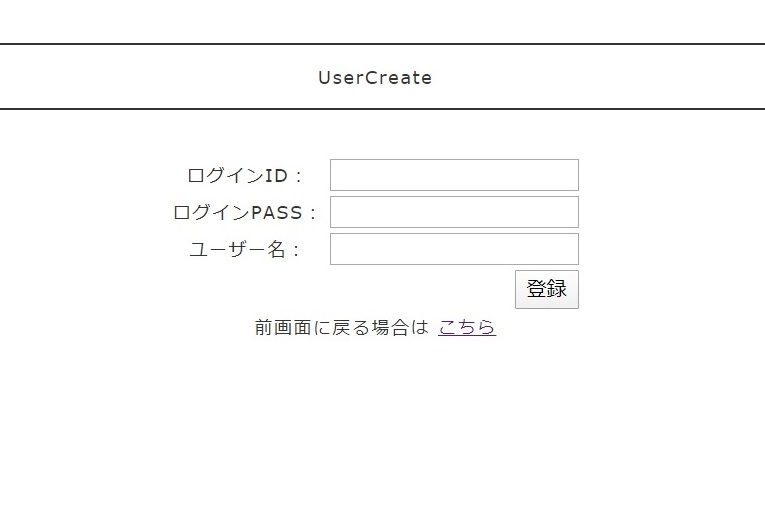 UserCreate
ログインID：
ログインPASS：
ユーザー名：
登録
前画面に戻る場合は こちら